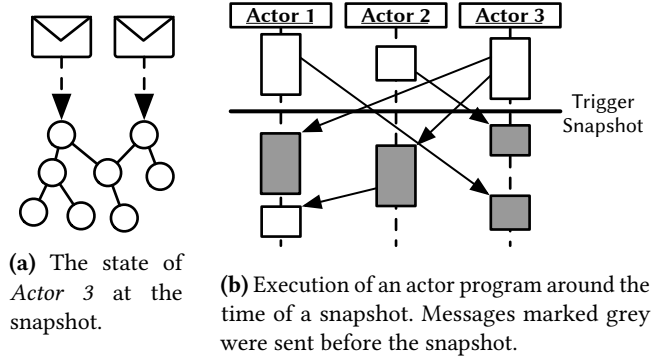 Actor 1
Actor 2
Actor 3
Trigger
Snapshot
(a) The state of
Actor 3 at the
snapshot.
(b) Execution of an actor program around the
time of a snapshot. Messages marked grey
were sent before the snapshot.